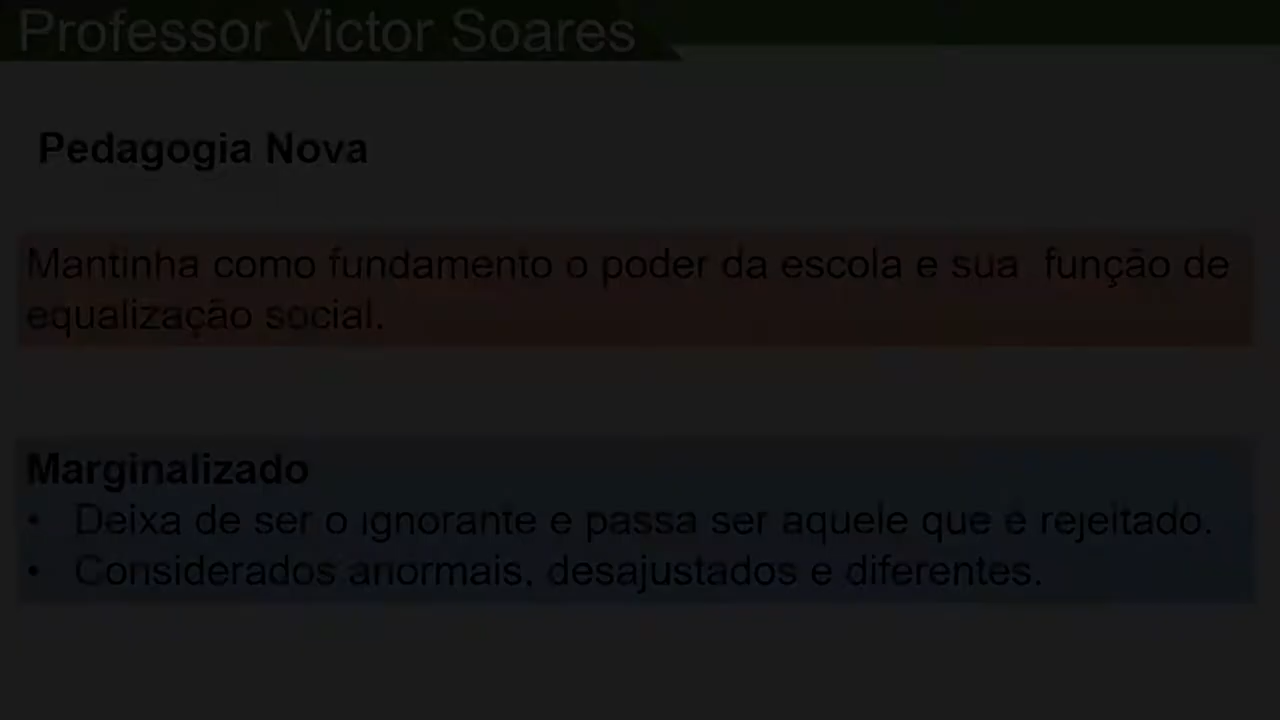 Professor Victor Soares
Pedagogia Nova
Mantinha como fundamento o poder da escola e sua função de
equalização social.
Marginalizado
• Deixa de ser o ignorante e passa ser aquele que é rejeitado.
• Considerados anormais, desajustados e diferentes.